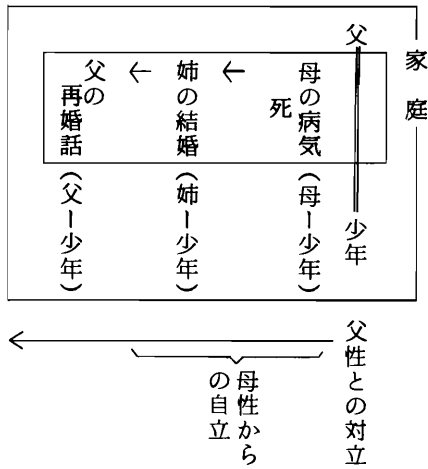 家庭
父
少年
母の病気
死
(母ー少年)
姉の結婚
(姉ー少年)
父の
再婚話
(父ー少年)
父性との対立
母性から
の自立